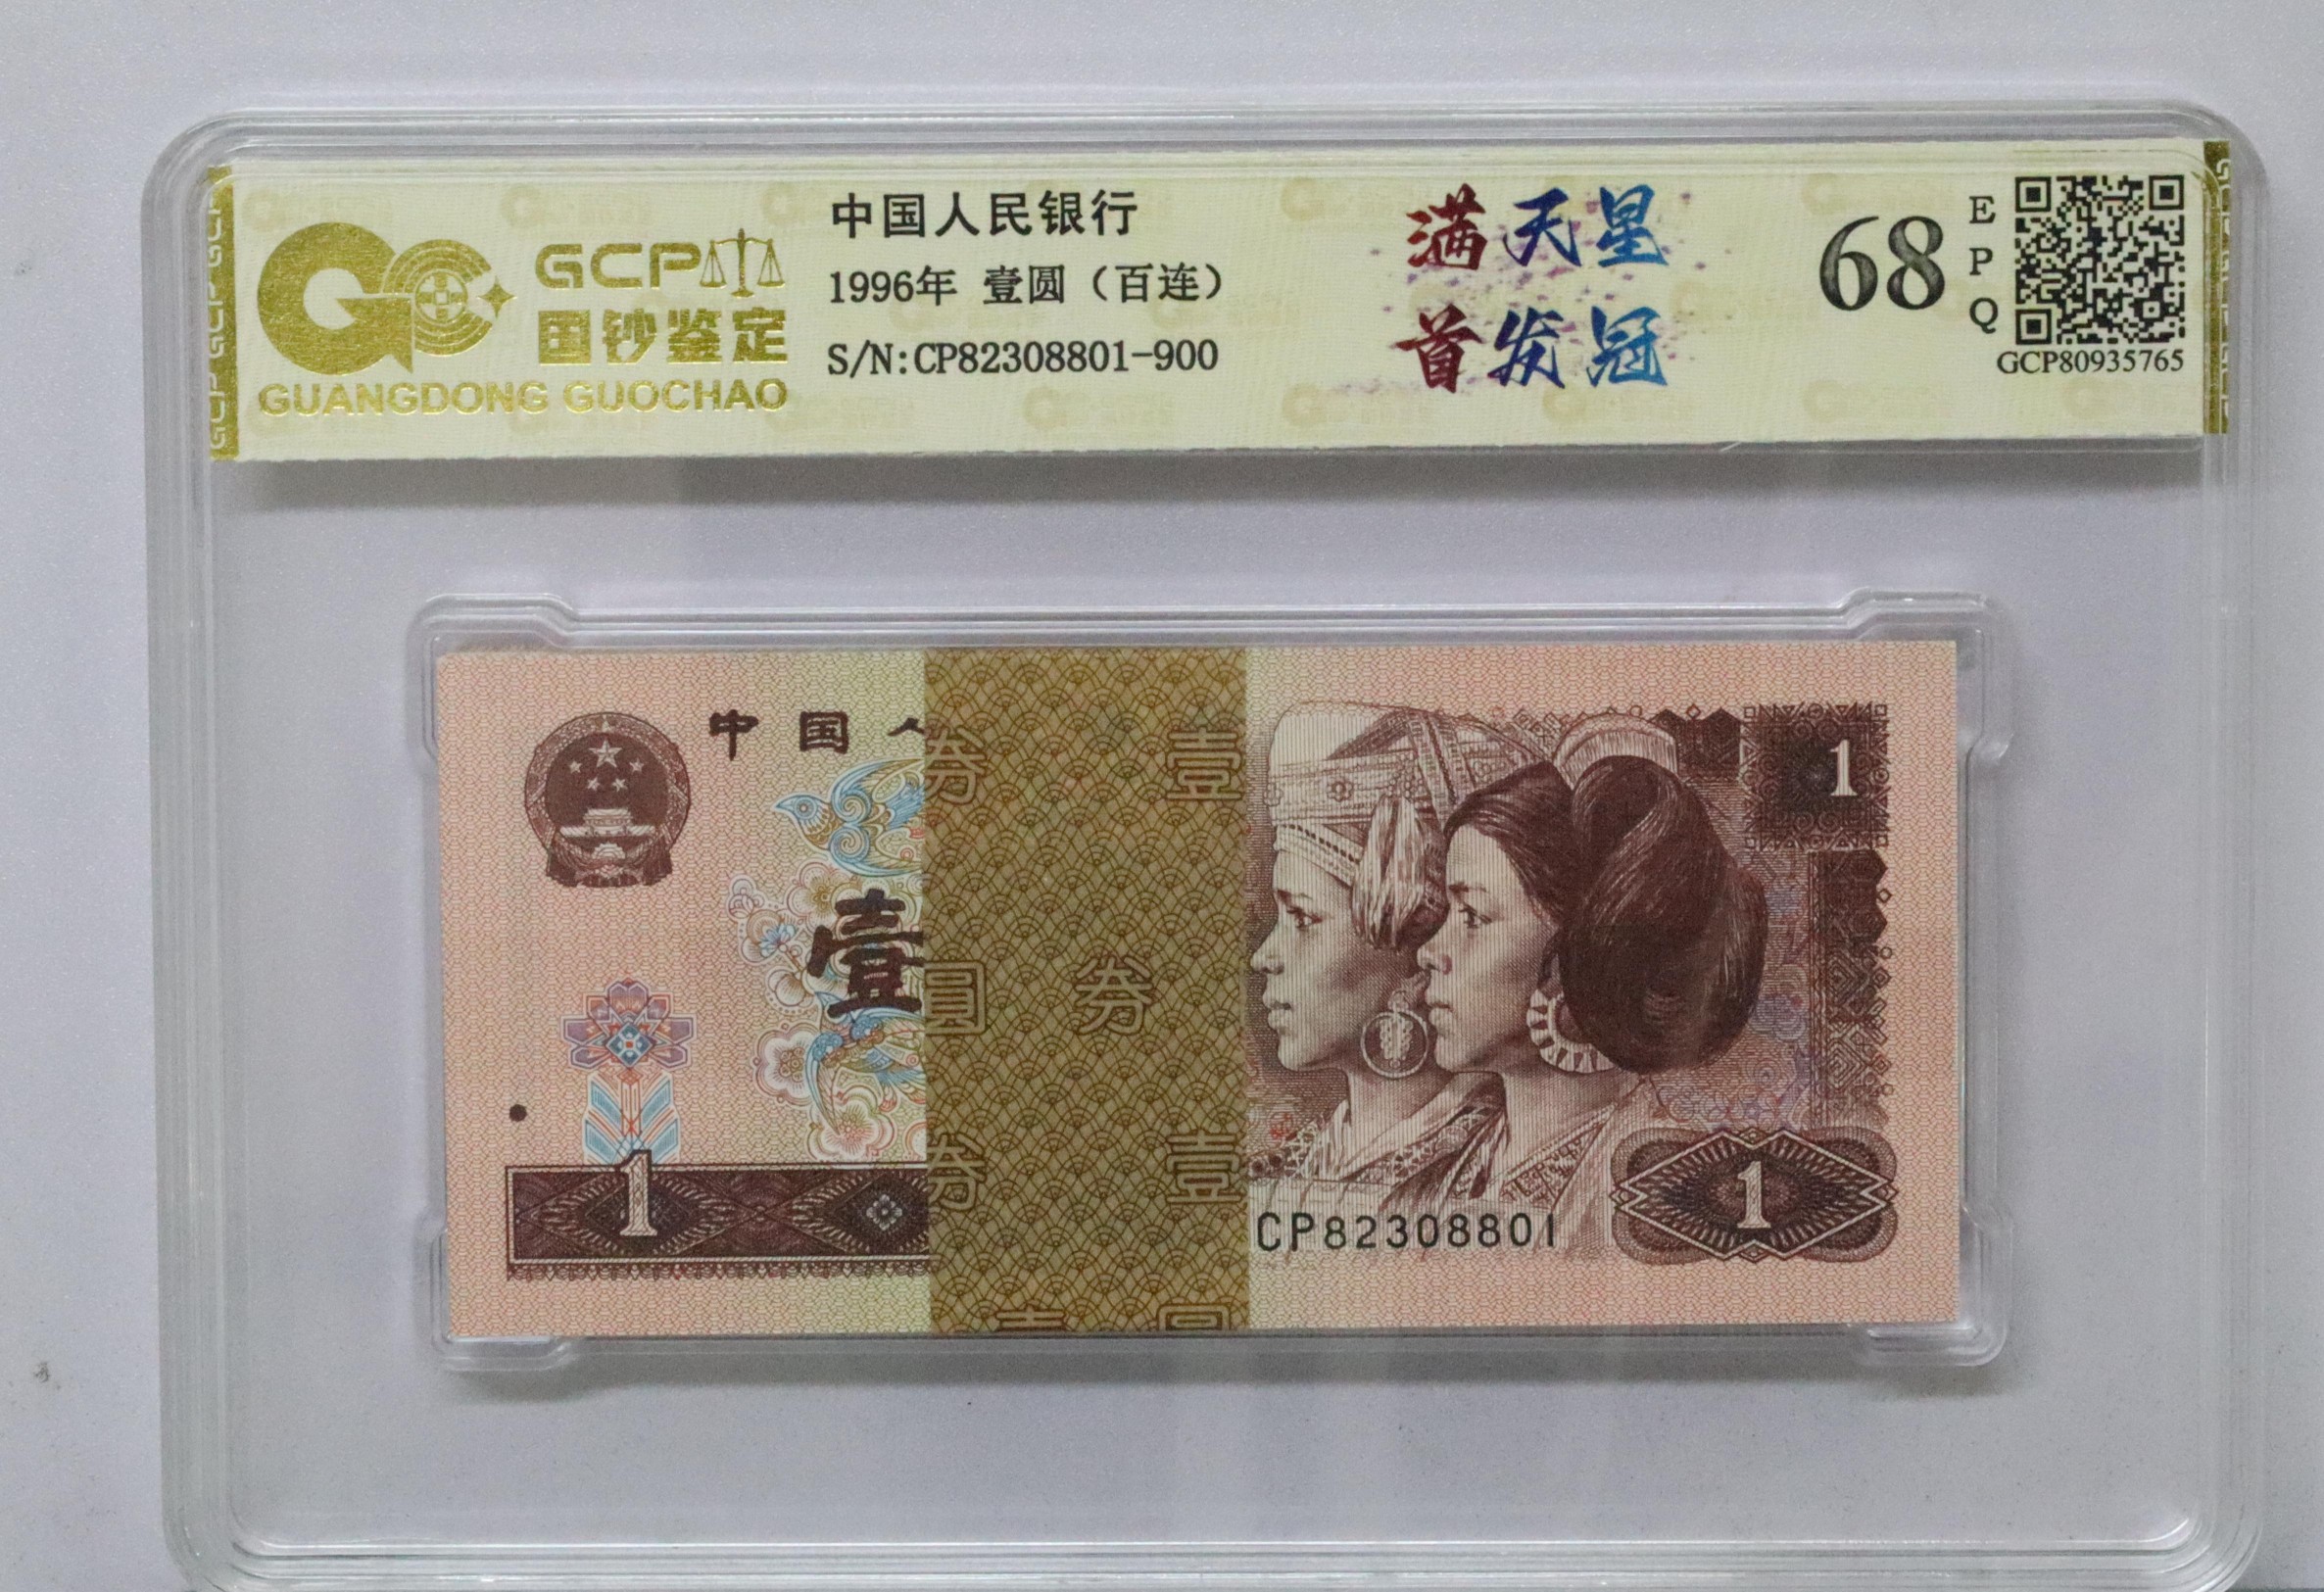 GCP
国钞鉴定
GUANGDONG GUOCHAO
中国人民银行
1996年 壹圆（百连）
S/N:CP82308801-900
满天星
首发冠
68
E
P
Q
GCP80935765
中国人
券 壹
1
壹
圆 券
券 壹
1
1
CP82308801
壹 圆